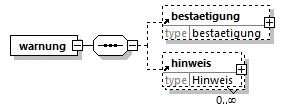 bestaetigung
type bestaetigung
warnung
hinweis
type Hinweis
0..∞